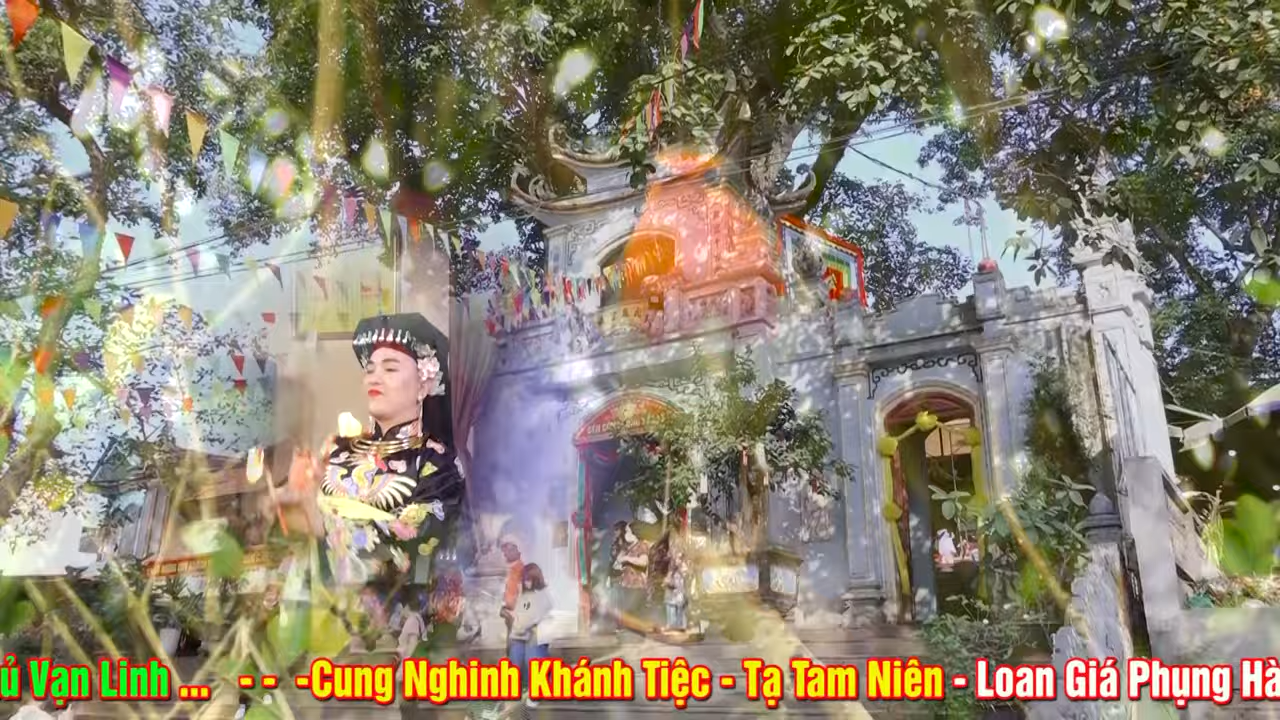 ủ Vạn Linh ... - - -Cung Nghinh Khánh Tiệc - Tạ Tam Niên - Loan Giá Phụng Hà